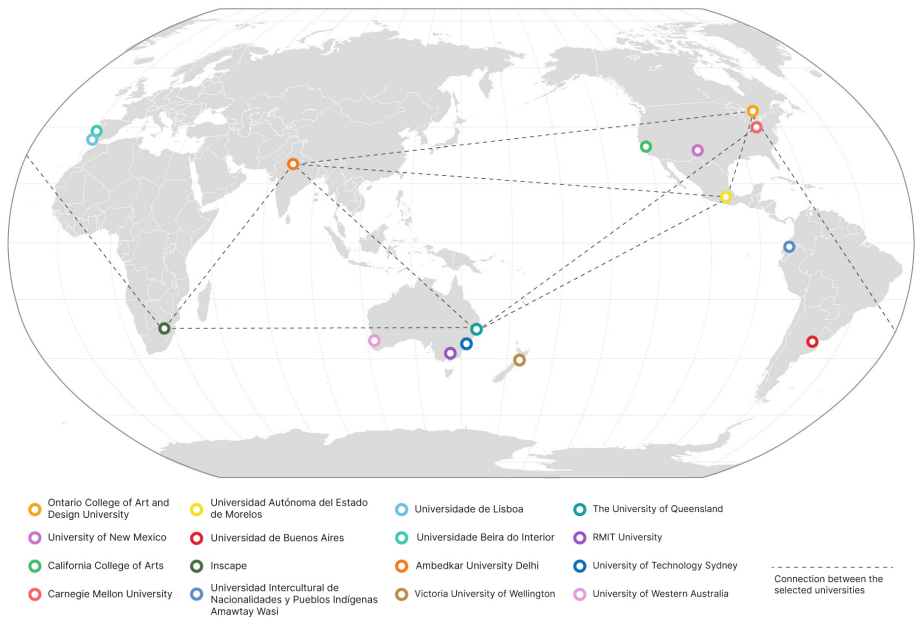 Ontario College of Art and
Design University
University of New Mexico
California College of Arts
Carnegie Mellon University
Universidad Autónoma del Estado
de Morelos
Universidad de Buenos Aires
Inscape
Universidad Intercultural de
Nacionalidades y Pueblos Indígenas
Amawtay Wasi
Universidade de Lisboa
Universidade Beira do Interior
Ambedkar University Delhi
Victoria University of Wellington
The University of Queensland
RMIT University
University of Technology Sydney
University of Western Australia
Connection between the
selected universities